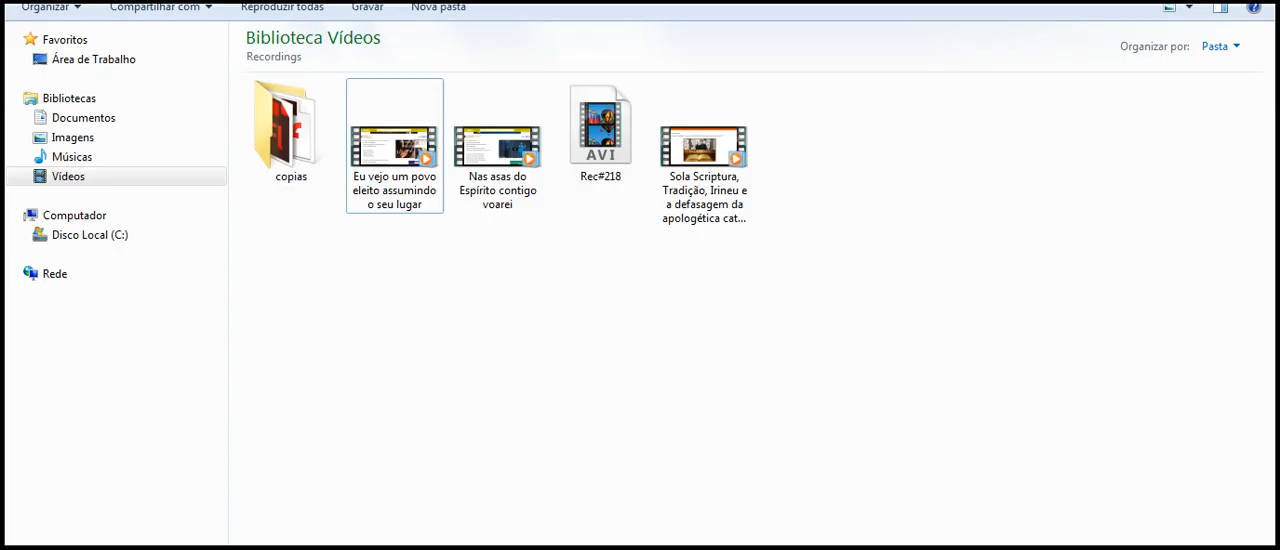 Organizar
Compartilhar com
Reproduzir todas
Gravar
Nova pasta
Favoritos
Área de Trabalho
Bibliotecas
Documentos
Imagens
Músicas
Vídeos
Computador
Disco Local (C:)
Rede
Biblioteca Vídeos
Recordings
Organizar por:
Pasta
copias
Eu vejo um povo
eleito assumindo
o seu lugar
Nas asas do
Espírito contigo
voarei
AVI
Rec#218
Sola Scriptura,
Tradição, Irineu e
a defasagem da
apologética cat...